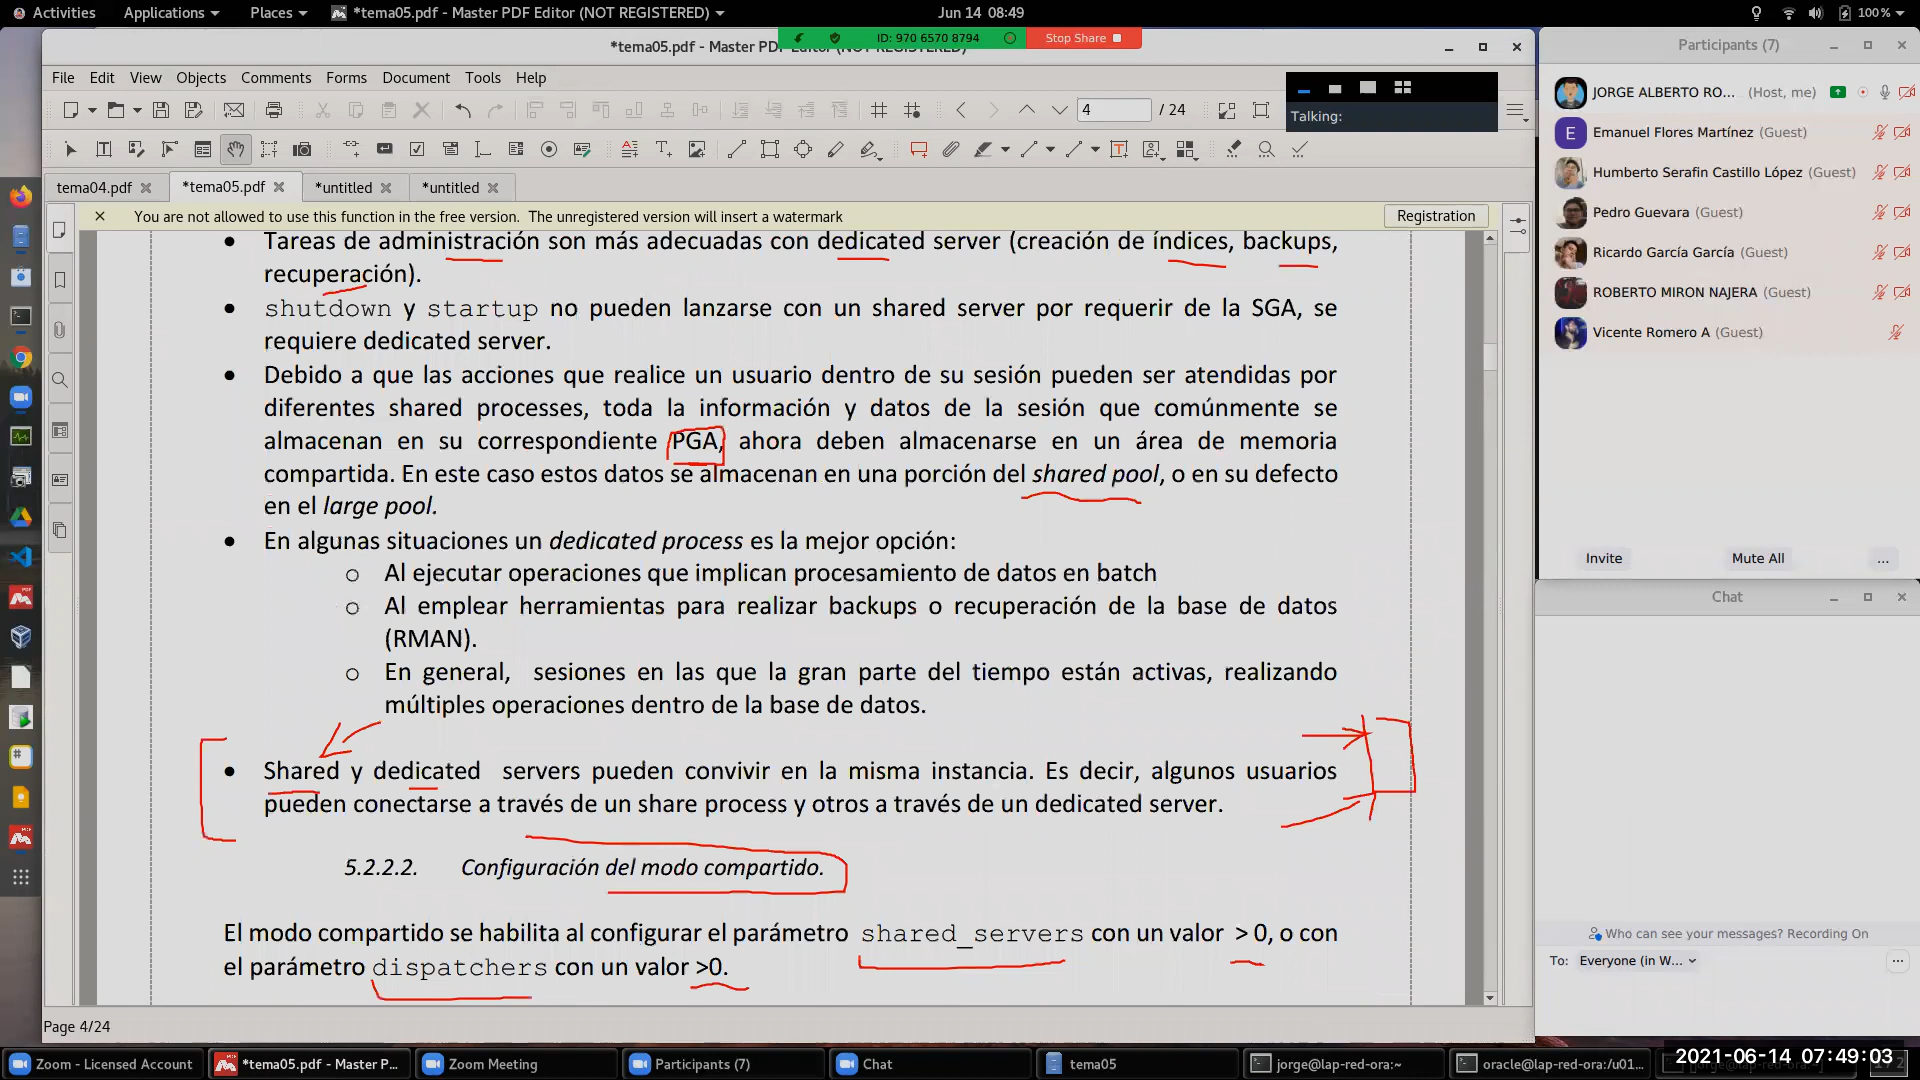 Activities
Applications
Places
*tema05.pdf - Master PDF Editor (NOT REGISTERED)
Jun 14 08:49
100%
*tema05.pdf - Master PDF Editor (NOT REGISTERED)
ID: 970 6570 8794
Stop Share
File Edit View Objects Comments Forms Document Tools Help
4 / 24
Talking:
tema04.pdf
*tema05.pdf
*untitled
*untitled
You are not allowed to use this function in the free version. The unregistered version will insert a watermark
Registration
• Tareas de administración son más adecuadas con dedicated server (creación de índices, backups,
recuperación).
• shutdown y startup no pueden lanzarse con un shared server por requerir de la SGA, se
requiere dedicated server.
• Debido a que las acciones que realice un usuario dentro de su sesión pueden ser atendidas por
diferentes shared processes, toda la información y datos de la sesión que comúnmente se
almacenan en su correspondiente PGA, ahora deben almacenarse en un área de memoria
compartida. En este caso estos datos se almacenan en una porción del shared pool, o en su defecto
en el large pool.
• En algunas situaciones un dedicated process es la mejor opción:
o Al ejecutar operaciones que implican procesamiento de datos en batch
o Al emplear herramientas para realizar backups o recuperación de la base de datos
(RMAN).
o En general, sesiones en las que la gran parte del tiempo están activas, realizando
múltiples operaciones dentro de la base de datos.
• Shared y dedicated servers pueden convivir en la misma instancia. Es decir, algunos usuarios
pueden conectarse a través de un share process y otros a través de un dedicated server.
5.2.2.2. Configuración del modo compartido.
El modo compartido se habilita al configurar el parámetro shared_servers con un valor > 0, o con
el parámetro dispatchers con un valor >0.
Page 4/24
Participants (7)
JORGE ALBERTO RO... (Host, me)
E Emanuel Flores Martínez (Guest)
Humberto Serafin Castillo López (Guest)
Pedro Guevara (Guest)
Ricardo García García (Guest)
ROBERTO MIRON NAJERA (Guest)
Vicente Romero A (Guest)
Invite
Mute All
...
Chat
Who can see your messages? Recording On
To: Everyone (in W...
Zoom - Licensed Account
*tema05.pdf - Master P...
Zoom Meeting
Participants (7)
Chat
tema05
jorge@lap-red-ora:~
oracle@lap-red-ora:/u01...
2021-06-14 07:49:03